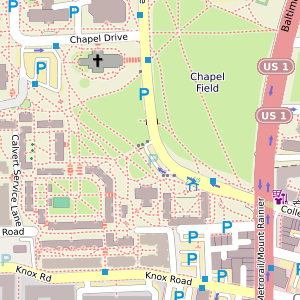 P
Chapel Drive
P
P
Chapel
Field
US 1
US 1
Baltim
Calvert Service Lane
P
P
Road
P
P
P
Colle
Knox Rd
Knox Road
Metrorail/Mount Rainier
P
P
P